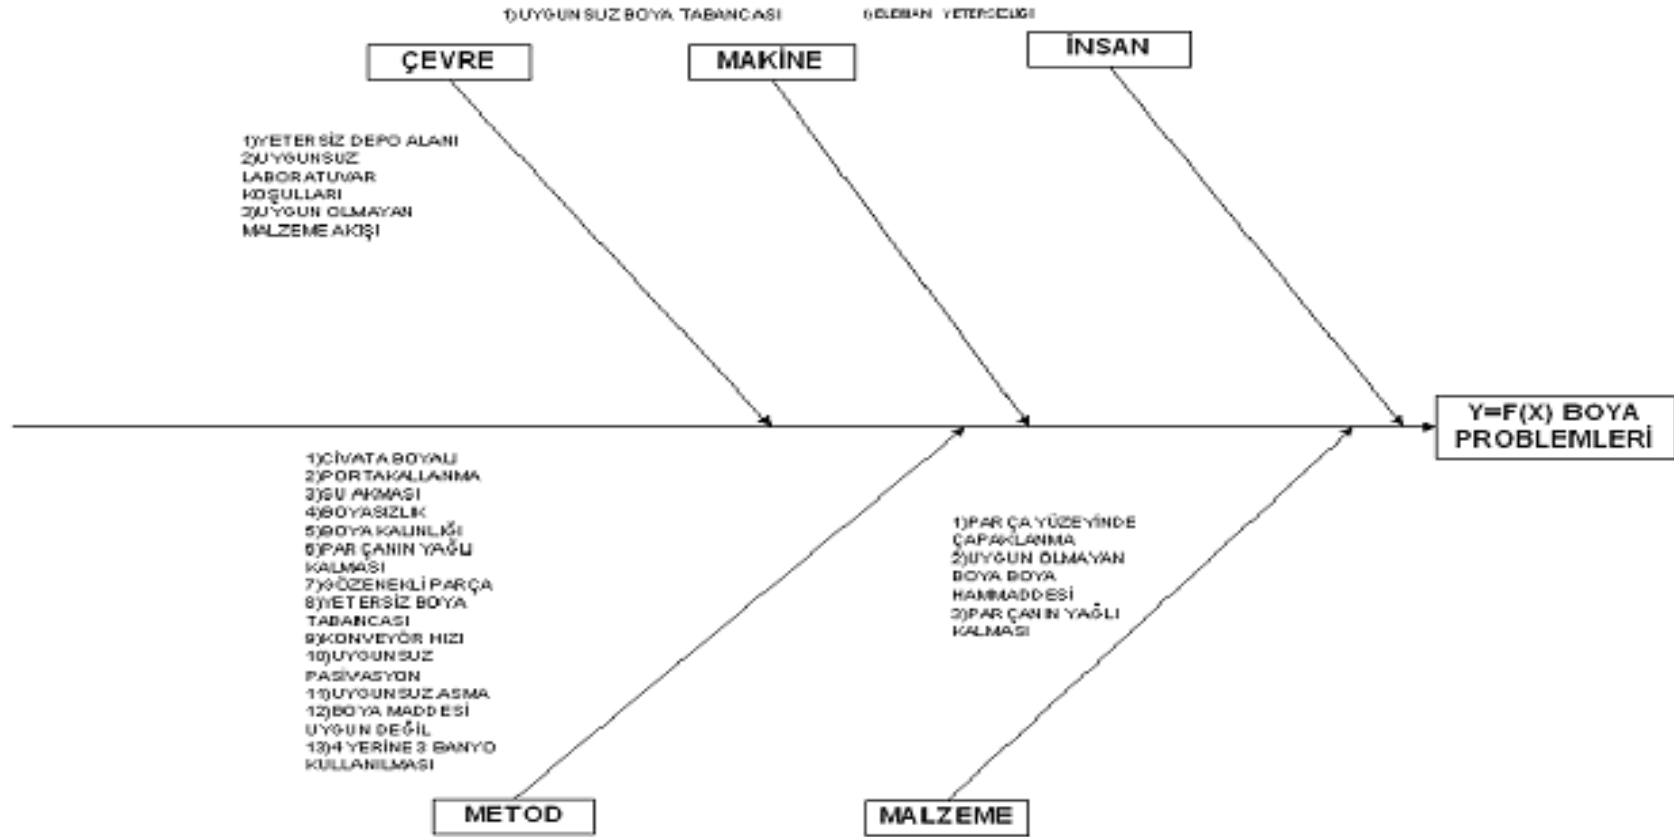 1)UYGUNSUZ BOYA TABANCASI
1)ELEMAN YETERSİZLİĞİ
ÇEVRE
MAKİNE
İNSAN
1)YETERSİZ DEPO ALANI
2)UYGUNSUZ
LABORATUVAR
KOŞULLARI
3)UYGUN OLMAYAN
MALZEME AKIŞI
Y=F(X) BOYA
PROBLEMLERİ
1)CİVATA BOYALI
2)PORTAKALLANMA
3)SU AKMASI
4)BOYASIZLIK
5)BOYA KALINLIĞI
6)PARÇANIN YAĞLI
KALMASI
7)GÖZENEKLİ PARÇA
8)YETERSİZ BOYA
TABANCASI
9)KONVEYÖR HIZI
10)UYGUNSUZ
PASİVASYON
11)UYGUNSUZ ASMA
12)BOYA MADDESİ
UYGUN DEĞİL
13)4 YERİNE 3 BANYO
KULLANILMASI
1)PARÇA YÜZEYİNDE
ÇAPAKLANMA
2)UYGUN OLMAYAN
BOYA BOYA
HAMMADDESİ
3)PARÇANIN YAĞLI
KALMASI
METOD
MALZEME